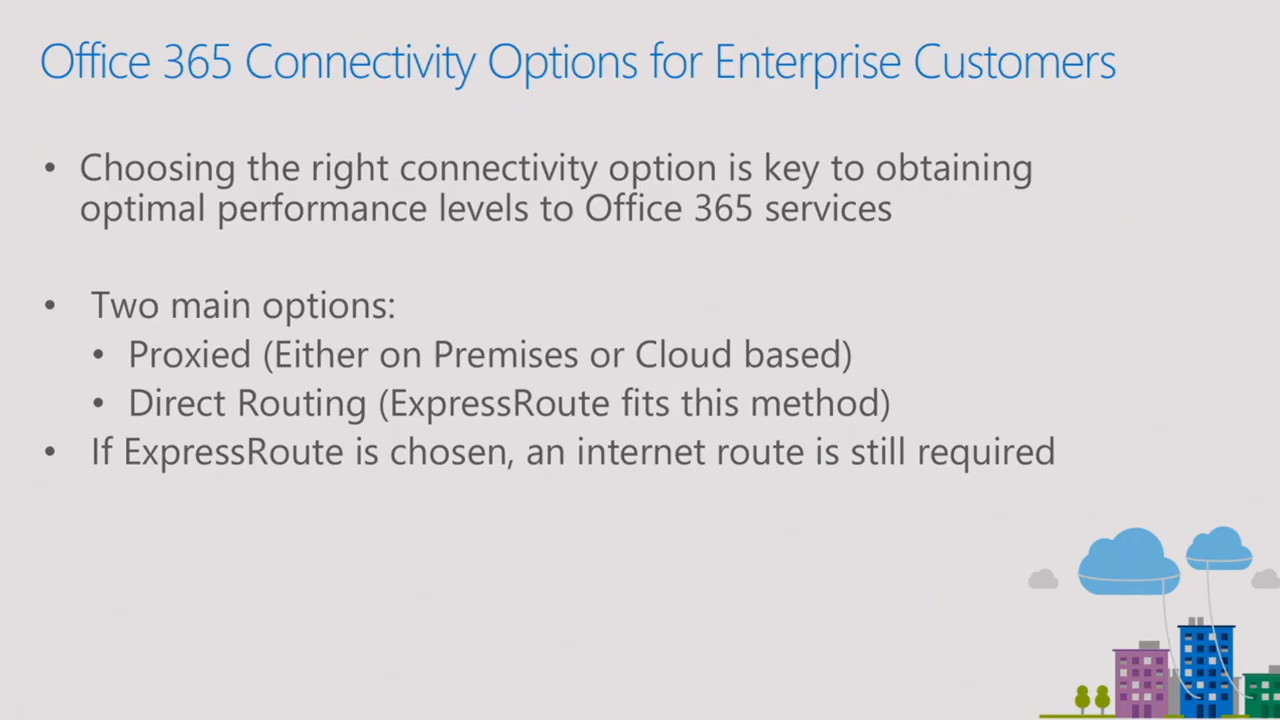 Office 365 Connectivity Options for Enterprise Customers
• Choosing the right connectivity option is key to obtaining
optimal performance levels to Office 365 services
• Two main options:
• Proxied (Either on Premises or Cloud based)
• Direct Routing (ExpressRoute fits this method)
• If ExpressRoute is chosen, an internet route is still required